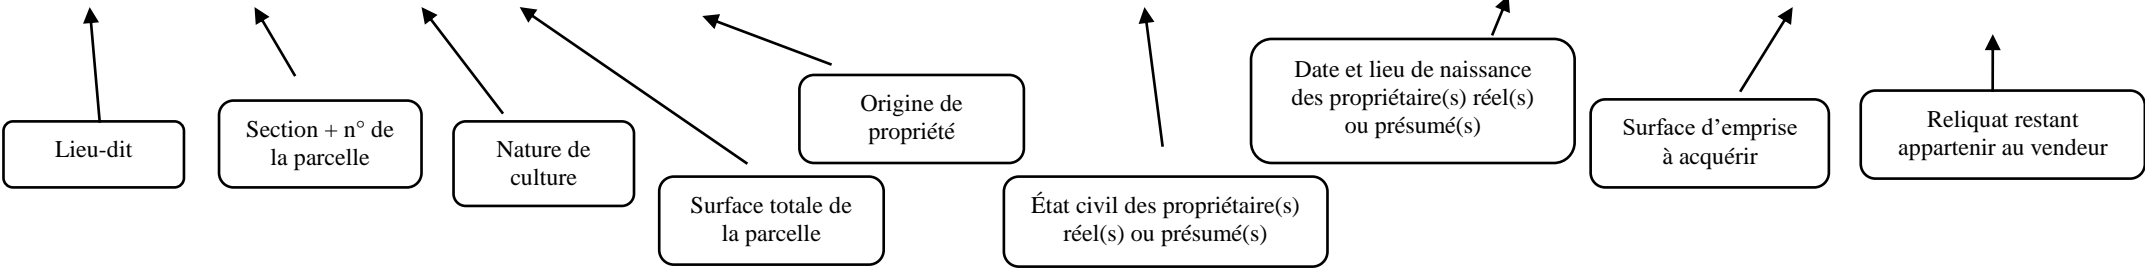 Lieu-dit
Section + n° de
la parcelle
Nature de
culture
Surface totale de
la parcelle
Origine de
propriété
État civil des propriétaire(s)
réel(s) ou présumé(s)
Date et lieu de naissance
des propriétaire(s) réel(s)
ou présumé(s)
Surface d’emprise
à acquérir
Reliquat restant
appartenir au vendeur